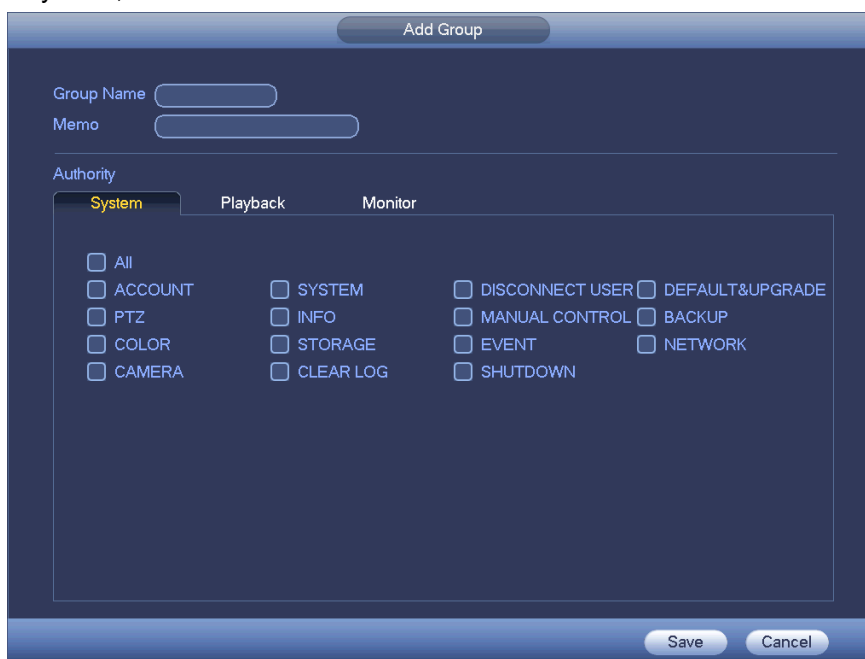 Add Group
Group Name
Memo
Authority
System Playback Monitor
All
ACCOUNT SYSTEM DISCONNECT USER DEFAULT&UPGRADE
PTZ INFO MANUAL CONTROL BACKUP
COLOR STORAGE EVENT NETWORK
CAMERA CLEAR LOG SHUTDOWN
Save Cancel